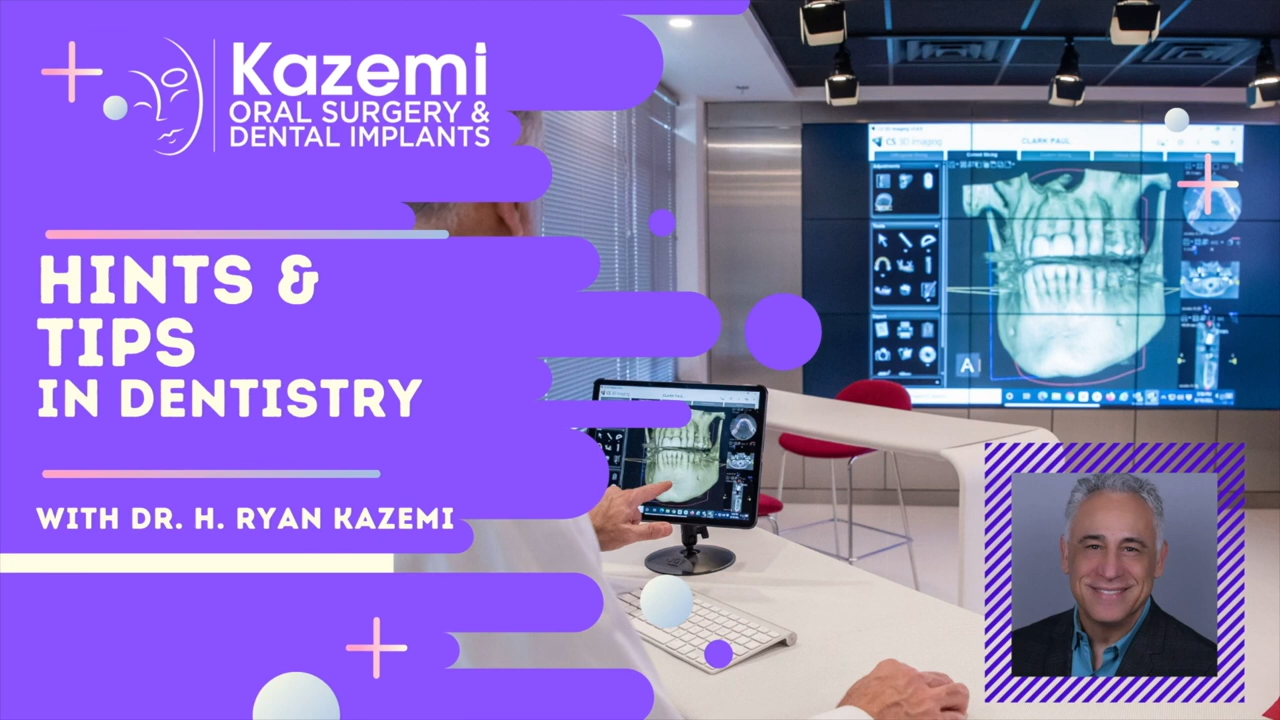 Kazemi
ORAL SURGERY &
DENTAL IMPLANTS
HINTS &
TIPS
IN DENTISTRY
WITH DR. H. RYAN KAZEMI
CS 3D Imaging
CLARK PAUL
A